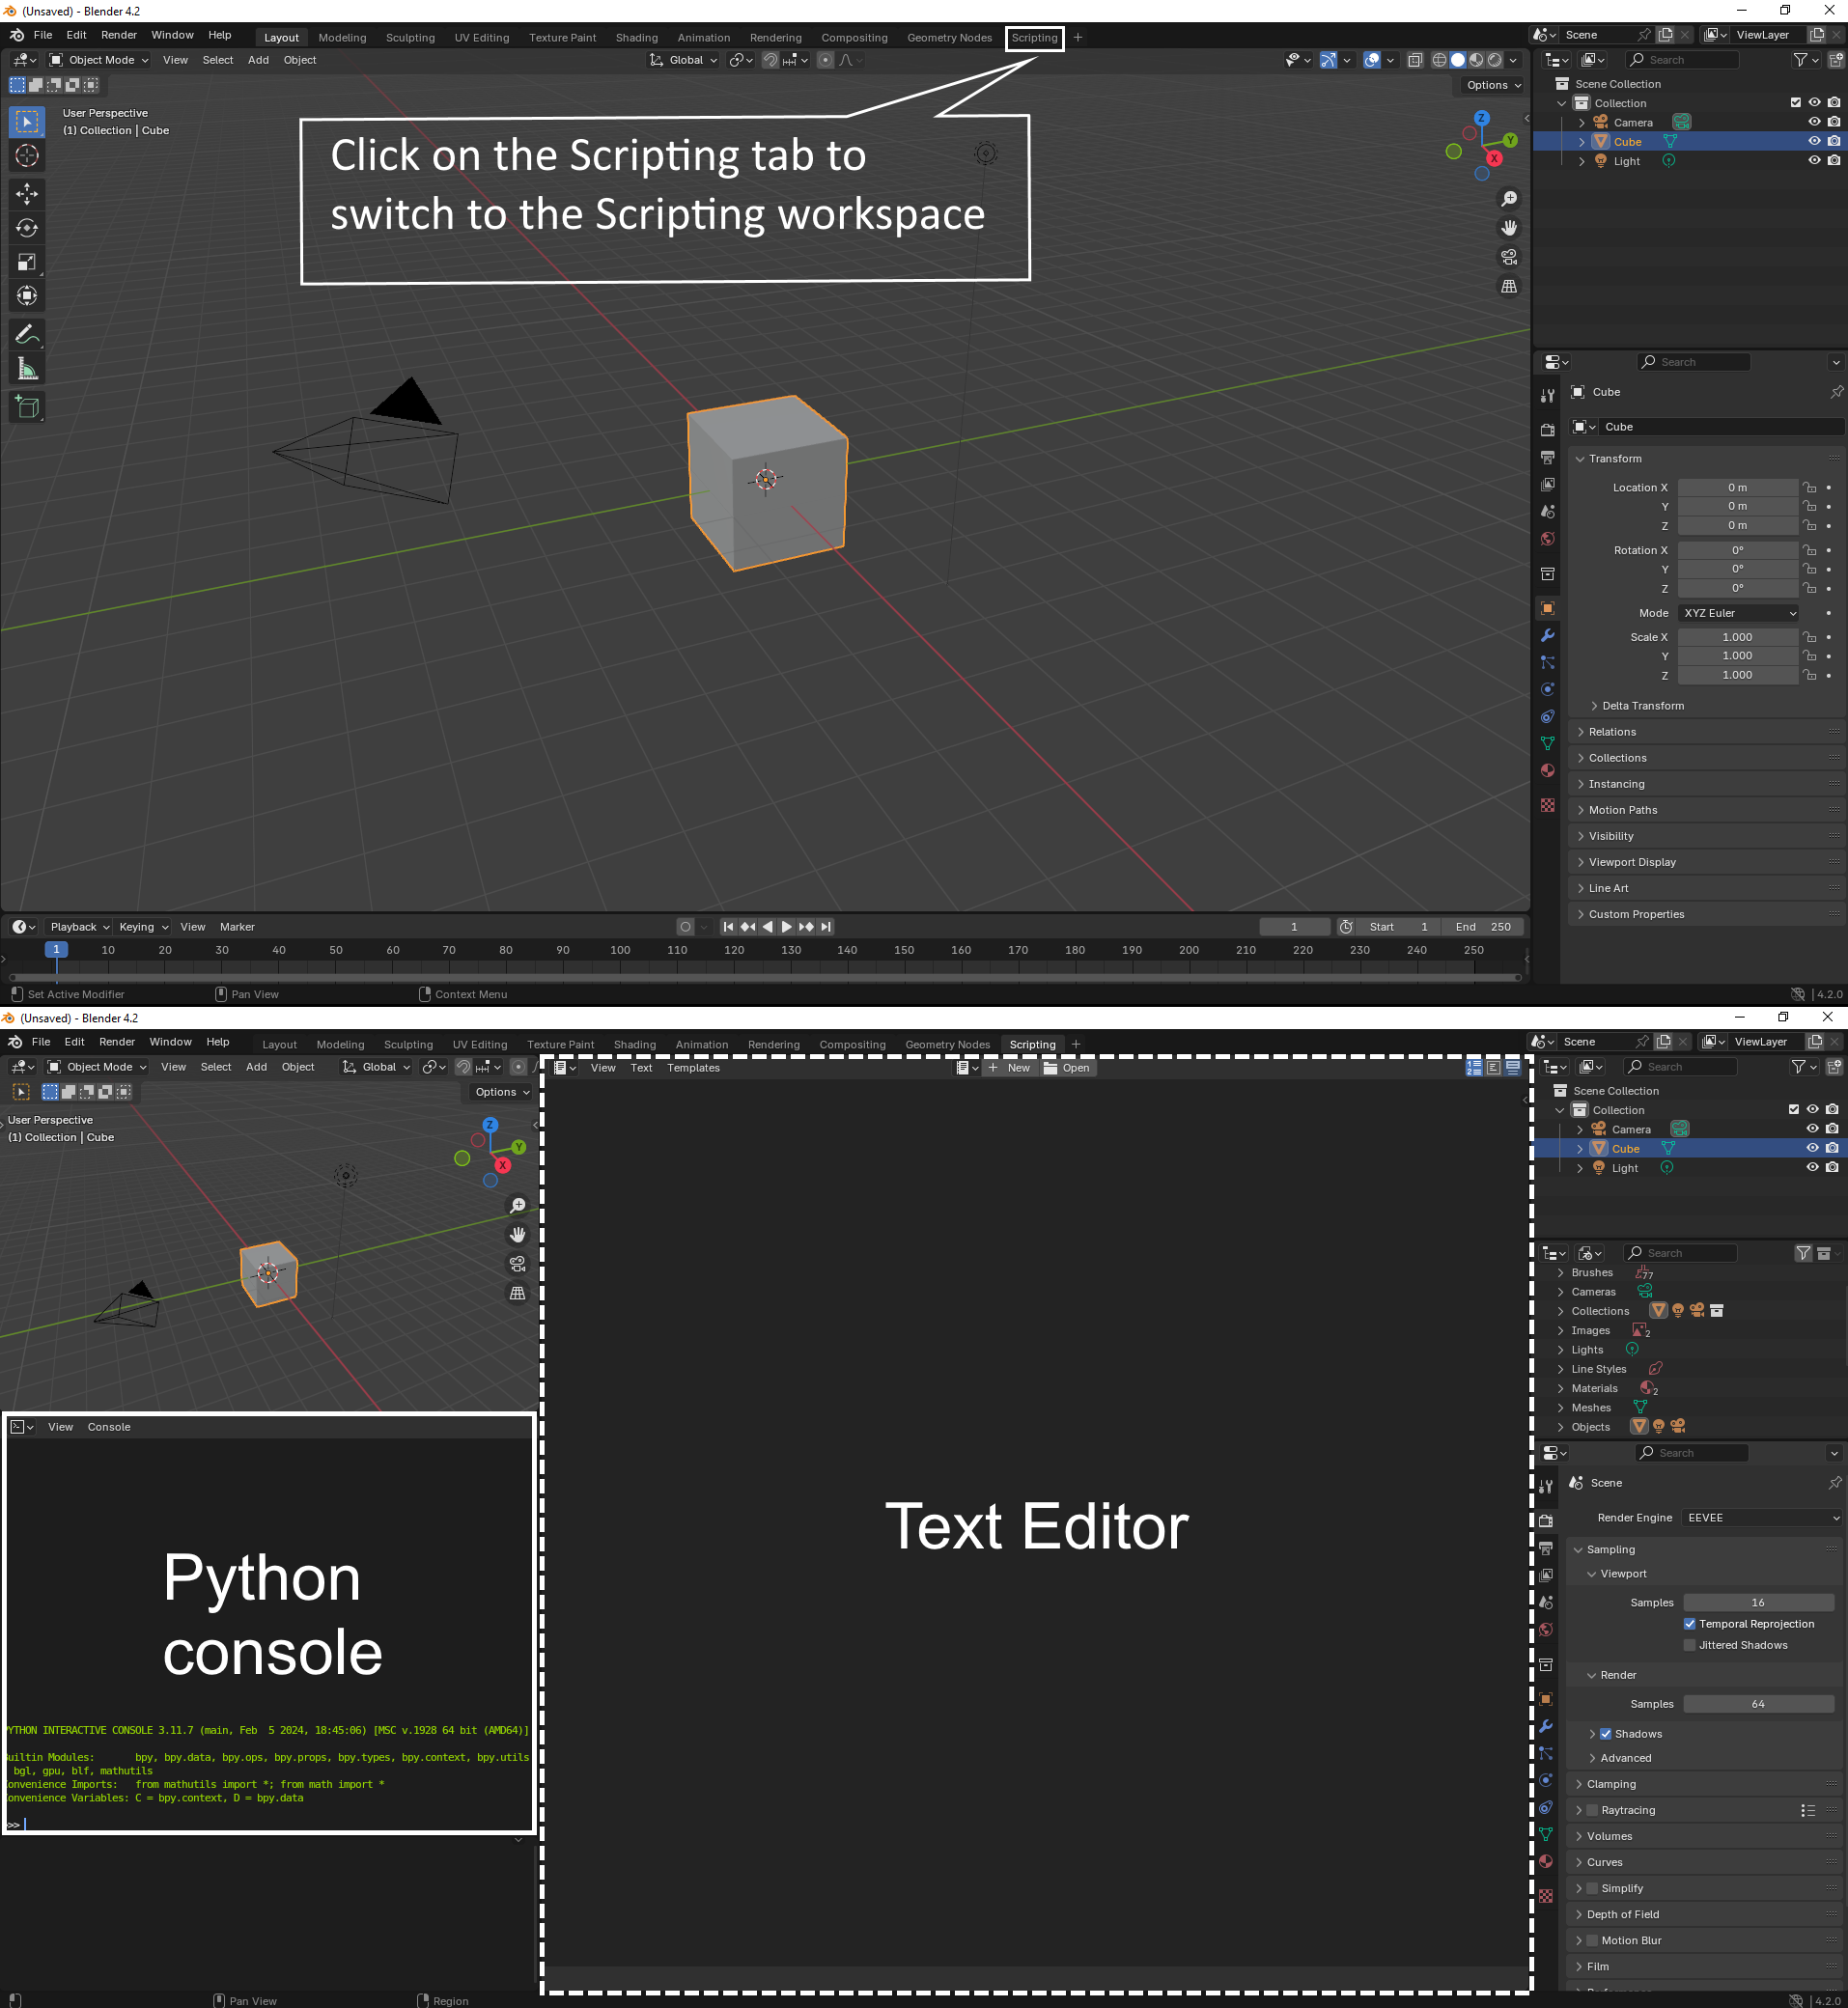 (Unsaved) - Blender 4.2
File Edit Render Window Help Layout Modeling Sculpting UV Editing Texture Paint Shading Animation Rendering Compositing Geometry Nodes Scripting + Scene ViewLayer
Object Mode View Select Add Object Global Search
Options
User Perspective
(1) Collection | Cube
Click on the Scripting tab to
switch to the Scripting workspace
Z
Y
X
Scene Collection
Collection
Camera
Cube
Light
Search
Cube
Cube
Transform
Location X 0 m
Y 0 m
Z 0 m
Rotation X 0°
Y 0°
Z 0°
Mode XYZ Euler
Scale X 1.000
Y 1.000
Z 1.000
Delta Transform
Relations
Collections
Instancing
Motion Paths
Visibility
Viewport Display
Line Art
Custom Properties
Playback Keying View Marker 1 Start 1 End 250
1 10 20 30 40 50 60 70 80 90 100 110 120 130 140 150 160 170 180 190 200 210 220 230 240 250
Set Active Modifier Pan View Context Menu 4.2.0
(Unsaved) - Blender 4.2
File Edit Render Window Help Layout Modeling Sculpting UV Editing Texture Paint Shading Animation Rendering Compositing Geometry Nodes Scripting + Scene ViewLayer
Object Mode View Select Add Object Global View Text Templates New Open Search
Options
User Perspective
(1) Collection | Cube
Z
Y
X
Scene Collection
Collection
Camera
Cube
Light
Search
Brushes 77
Cameras
Collections
Images 2
Lights
Line Styles
Materials 2
Meshes
Objects
View Console
Python
console
PYTHON INTERACTIVE CONSOLE 3.11.7 (main, Feb 5 2024, 18:45:06) [MSC v.1928 64 bit (AMD64)]
Builtin Modules: bpy, bpy.data, bpy.ops, bpy.props, bpy.types, bpy.context, bpy.utils
bgl, gpu, blf, mathutils
Convenience Imports: from mathutils import *; from math import *
Convenience Variables: C = bpy.context, D = bpy.data
>>>
Text Editor
Search
Scene
Render Engine EEVEE
Sampling
Viewport
Samples 16
Temporal Reprojection
Jittered Shadows
Render
Samples 64
Shadows
Advanced
Clamping
Raytracing
Volumes
Curves
Simplify
Depth of Field
Motion Blur
Film
Pan View Region 4.2.0